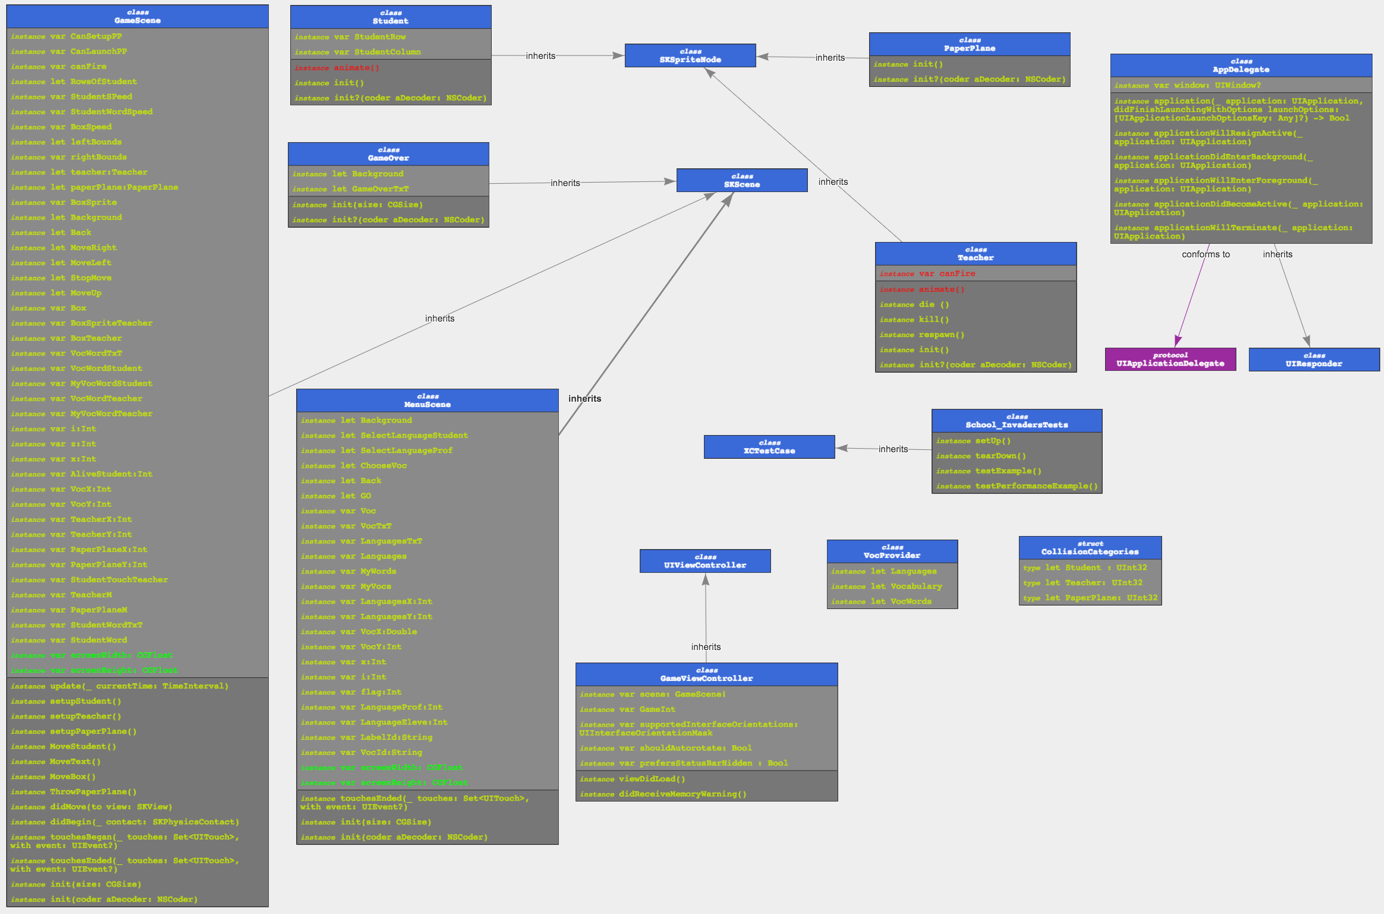 class
GameScene
instance var CanSetupPP
instance var CanLaunchPP
instance var canFire
instance let RowsOfStudent
instance var StudentSPeed
instance var StudentWordSpeed
instance var BoxSpeed
instance let leftBounds
instance var rightBounds
instance let teacher:Teacher
instance let paperPlane:PaperPlane
instance var BoxSprite
instance let Background
instance let Back
instance let MoveRight
instance let MoveLeft
instance let StopMove
instance let MoveUp
instance var Box
instance var BoxSpriteTeacher
instance var BoxTeacher
instance var VocWordTxT
instance var VocWordStudent
instance var MyVocWordStudent
instance var VocWordTeacher
instance var MyVocWordTeacher
instance var i:Int
instance var z:Int
instance var x:Int
instance var AliveStudent:Int
instance var VocX:Int
instance var VocY:Int
instance var TeacherX:Int
instance var TeacherY:Int
instance var PaperPlaneX:Int
instance var PaperPlaneY:Int
instance var StudentTouchTeacher
instance var TeacherM
instance var PaperPlaneM
instance var StudentWordTxT
instance var StudentWord
instance var screenWidth: CGFloat
instance var screenHeight: CGFloat
instance update(_ currentTime: TimeInterval)
instance setupStudent()
instance setupTeacher()
instance setupPaperPlane()
instance MoveStudent()
instance MoveText()
instance MoveBox()
instance ThrowPaperPlane()
instance didMove(to view: SKView)
instance didBegin(_ contact: SKPhysicsContact)
instance touchesBegan(_ touches: Set<UITouch>,
with event: UIEvent?)
instance touchesEnded(_ touches: Set<UITouch>,
with event: UIEvent?)
instance init(size: CGSize)
instance init(coder aDecoder: NSCoder)
class
Student
instance var StudentRow
instance var StudentColumn
instance animate()
instance init()
instance init?(coder aDecoder: NSCoder)
inherits
class
SKSpriteNode
inherits
class
PaperPlane
instance init()
instance init?(coder aDecoder: NSCoder)
class
AppDelegate
instance var window: UIWindow?
instance application(_ application: UIApplication,
didFinishLaunchingWithOptions launchOptions:
[UIApplicationLaunchOptionsKey: Any]?) -> Bool
instance applicationWillResignActive(_
application: UIApplication)
instance applicationDidEnterBackground(_
application: UIApplication)
instance applicationWillEnterForeground(_
application: UIApplication)
instance applicationDidBecomeActive(_ application:
UIApplication)
instance applicationWillTerminate(_ application:
UIApplication)
conforms to
inherits
protocol
UIApplicationDelegate
class
UIResponder
class
GameOver
instance let Background
instance let GameOverTxT
instance init(size: CGSize)
instance init?(coder aDecoder: NSCoder)
inherits
class
SKScene
inherits
inherits
inherits
class
Teacher
instance var canFire
instance animate()
instance die ()
instance kill()
instance respawn()
instance init()
instance init?(coder aDecoder: NSCoder)
class
MenuScene
instance let Background
instance let SelectLanguageStudent
instance let SelectLanguageProf
instance let ChooseVoc
instance let Back
instance let GO
instance var Voc
instance var VocTxT
instance var LanguagesTxT
instance var Languages
instance var MyWords
instance var MyVocs
instance var LanguagesX:Int
instance var LanguagesY:Int
instance var VocX:Double
instance var VocY:Int
instance var z:Int
instance var i:Int
instance var flag:Int
instance var LanguageProf:Int
instance var LanguageEleve:Int
instance var LabelId:String
instance var VocId:String
instance var screenWidth: CGFloat
instance var screenHeight: CGFloat
instance touchesEnded(_ touches: Set<UITouch>,
with event: UIEvent?)
instance init(size: CGSize)
instance init(coder aDecoder: NSCoder)
class
XCTestCase
inherits
class
School_InvadersTests
instance setUp()
instance tearDown()
instance testExample()
instance testPerformanceExample()
class
UIViewController
inherits
class
GameViewController
instance var scene: GameScene!
instance var GameInt
instance var supportedInterfaceOrientations:
UIInterfaceOrientationMask
instance var shouldAutorotate: Bool
instance var prefersStatusBarHidden : Bool
instance viewDidLoad()
instance didReceiveMemoryWarning()
class
VocProvider
instance let Languages
instance let Vocabulary
instance let VocWords
struct
CollisionCategories
type let Student : UInt32
type let Teacher: UInt32
type let PaperPlane: UInt32